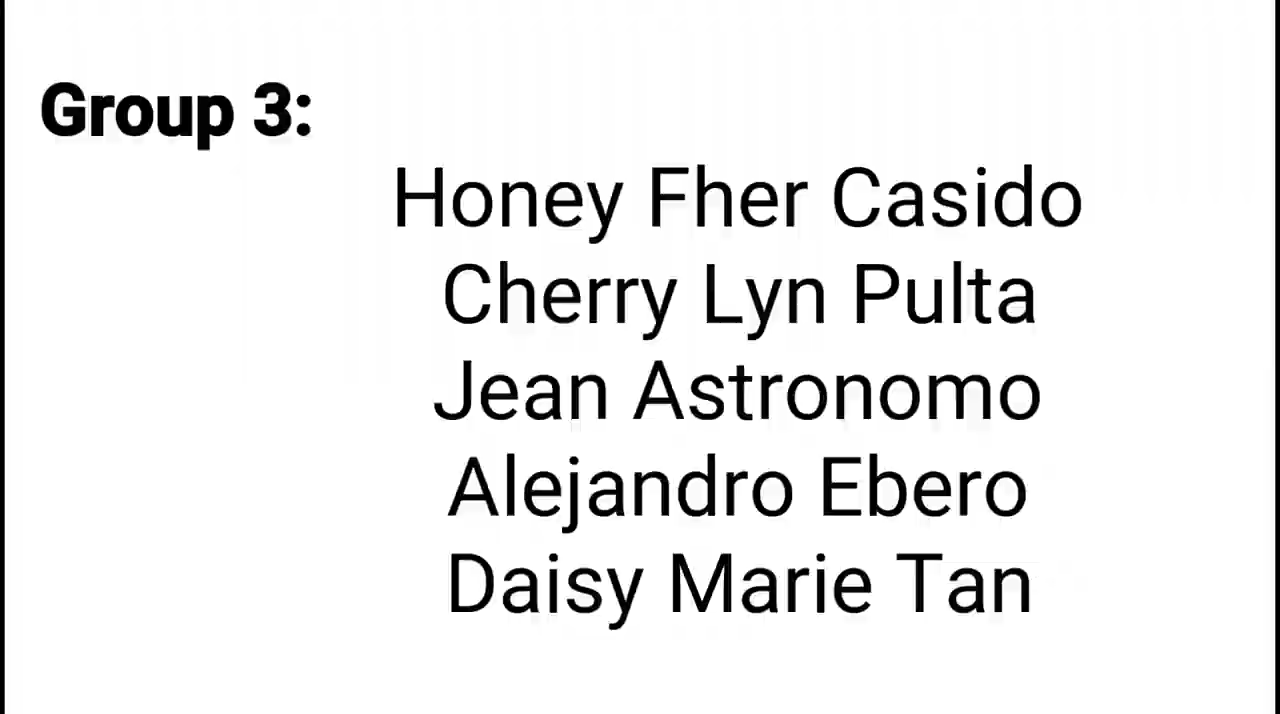 Group 3:
Honey Fher Casido
Cherry Lyn Pulta
Jean Astronomo
Alejandro Ebero
Daisy Marie Tan